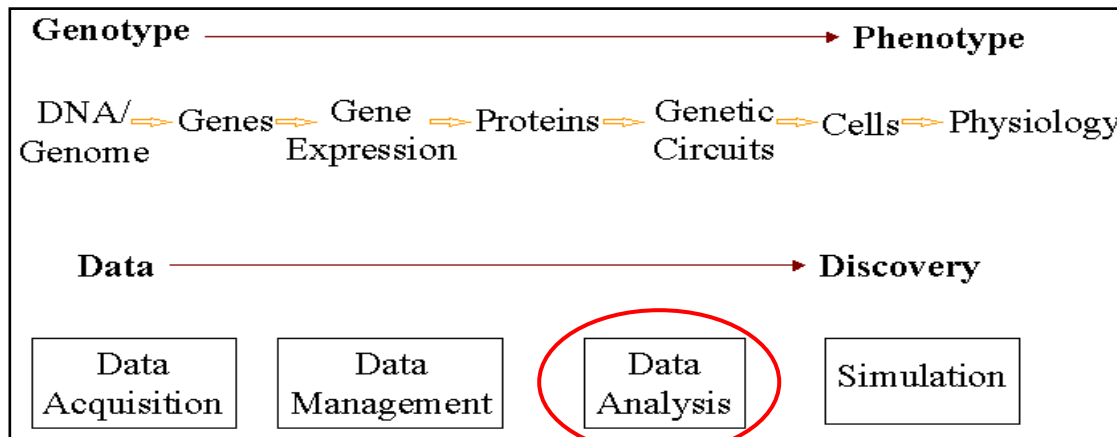 Genotype Phenotype
DNA/
Genome
Genes
Gene
Expression
Proteins
Genetic
Circuits
Cells
Physiology
Data Discovery
Data
Acquisition
Data
Management
Data
Analysis
Simulation